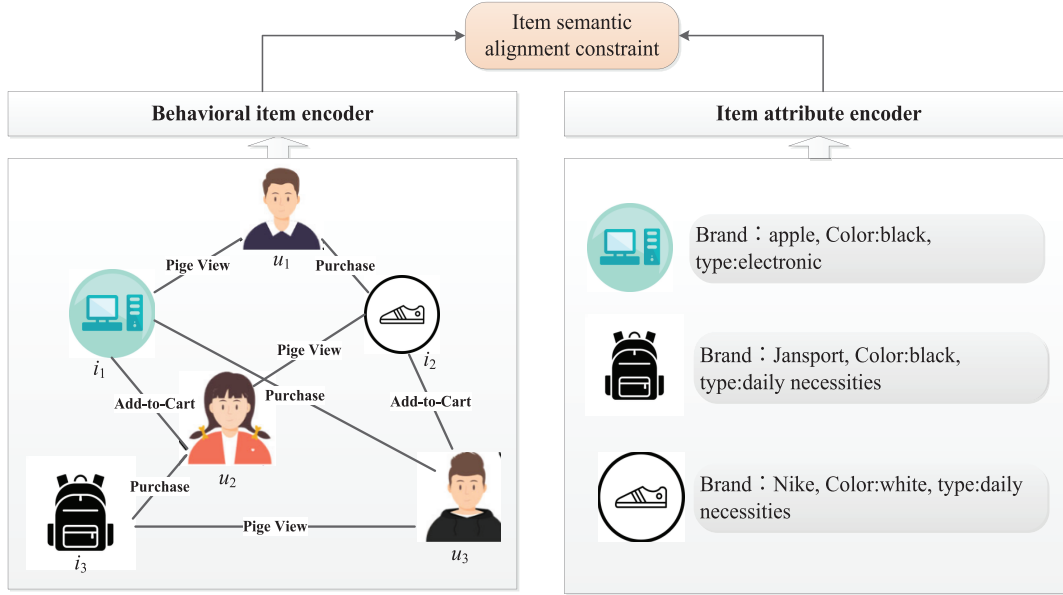 Item semantic
alignment constraint
Behavioral item encoder
Item attribute encoder
u1
Pige View
Purchase
i1
i2
Pige View
Add-to-Cart
Purchase
Add-to-Cart
u2
Purchase
Pige View
i3
u3
Brand：apple, Color:black,
type:electronic
Brand：Jansport, Color:black,
type:daily necessities
Brand：Nike, Color:white, type:daily
necessities